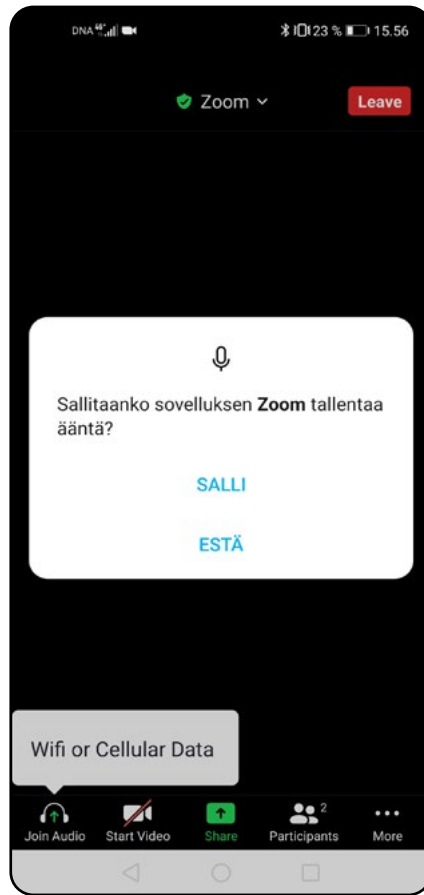 DNA 46° 23 % 15.56
Zoom
Leave
Sallitaanko sovelluksen Zoom tallentaa
ääntä?
SALLI
ESTÄ
Wifi or Cellular Data
2
Join Audio Start Video Share Participants More